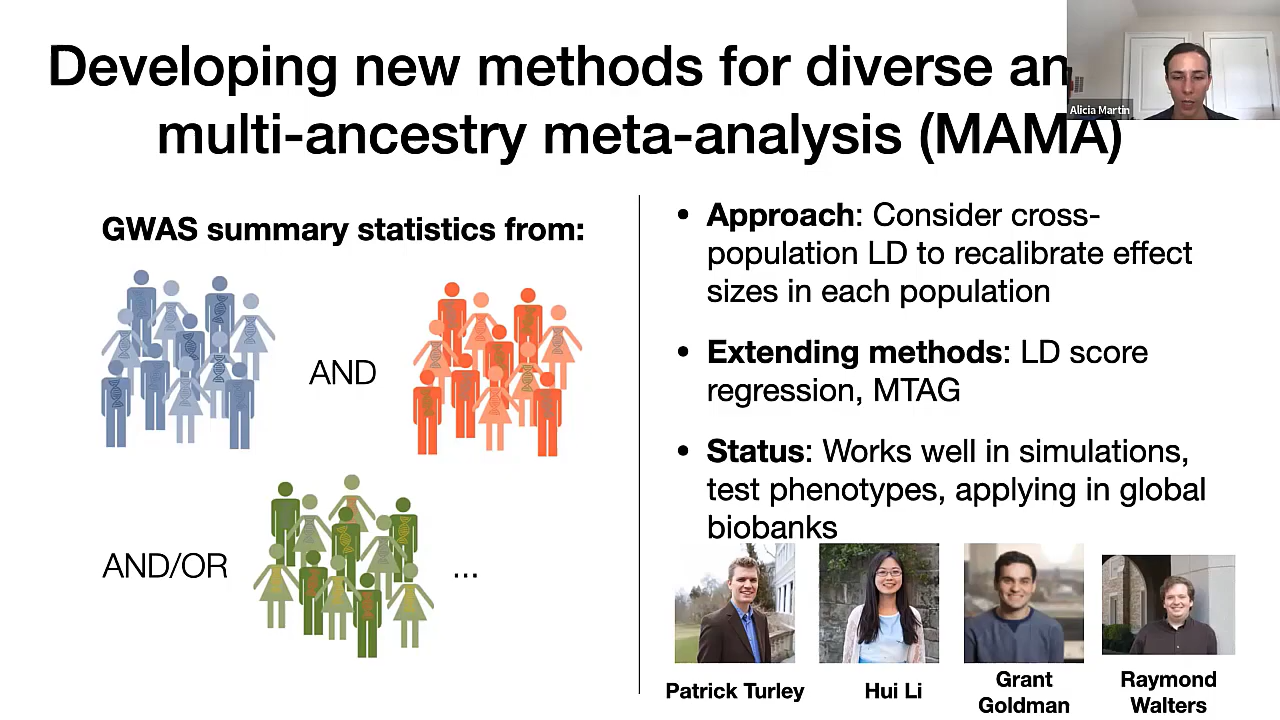 Developing new methods for diverse an
multi-ancestry meta-analysis (MAMA)
Alicia Martin
GWAS summary statistics from:
AND
AND/OR
...
• Approach: Consider cross-
population LD to recalibrate effect
sizes in each population
• Extending methods: LD score
regression, MTAG
• Status: Works well in simulations,
test phenotypes, applying in global
biobanks
Patrick Turley
Hui Li
Grant
Goldman
Raymond
Walters